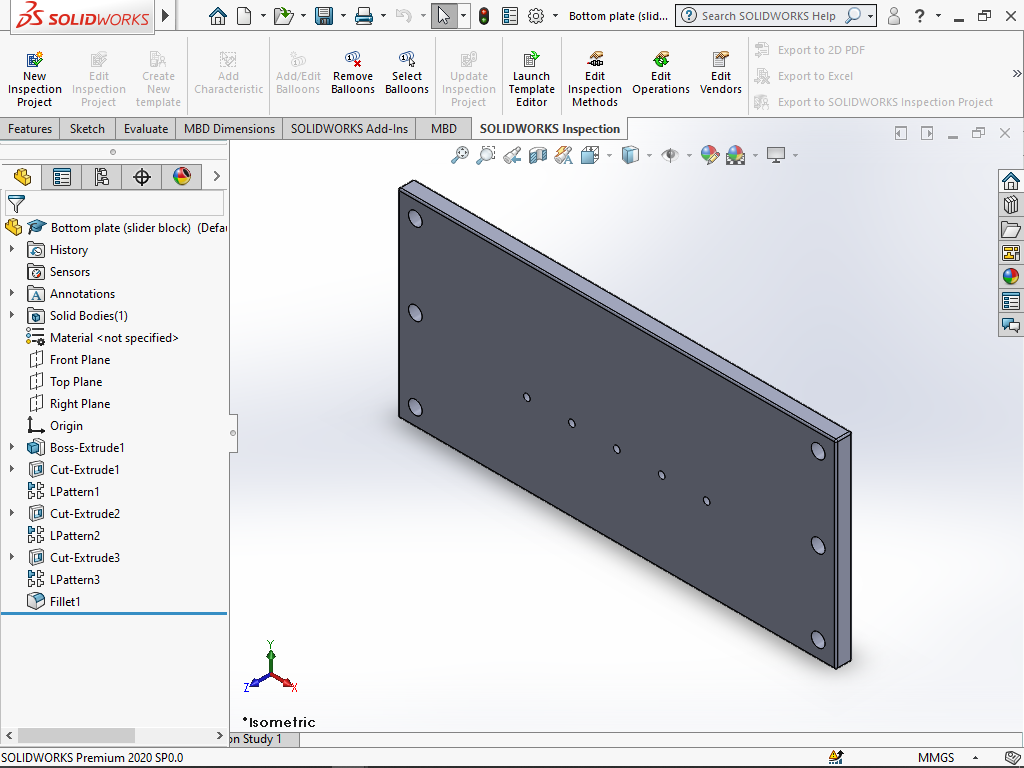 SOLIDWORKS
Bottom plate (slid...
Search SOLIDWORKS Help
New Inspection Project
Edit Inspection Project
Create New template
Add Characteristic
Add/Edit Balloons
Remove Balloons
Select Balloons
Update Inspection Project
Launch Template Editor
Edit Inspection Methods
Edit Operations
Edit Vendors
Export to 2D PDF
Export to Excel
Export to SOLIDWORKS Inspection Project
Features
Sketch
Evaluate
MBD Dimensions
SOLIDWORKS Add-Ins
MBD
SOLIDWORKS Inspection
Bottom plate (slider block) (Defau
History
Sensors
Annotations
Solid Bodies(1)
Material <not specified>
Front Plane
Top Plane
Right Plane
Origin
Boss-Extrude1
Cut-Extrude1
LPattern1
Cut-Extrude2
LPattern2
Cut-Extrude3
LPattern3
Fillet1
Y
Z
X
*Isometric
on Study 1
SOLIDWORKS Premium 2020 SP0.0
MMGS